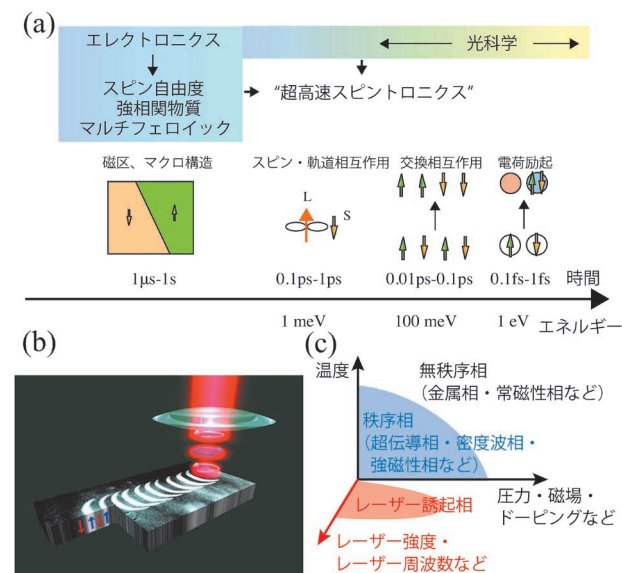 (a)
エレクトロニクス
光科学
スピン自由度
強相関物質
マルチフェロイック
“超高速スピントロニクス”
磁区、マクロ構造
スピン・軌道相互作用
交換相互作用
電荷励起
L
S
1μs-1s
0.1ps-1ps
0.01ps-0.1ps
0.1fs-1fs
時間
1 meV
100 meV
1 eV
エネルギー
(b)
(c)
温度
無秩序相
(金属相・常磁性相など)
秩序相
(超伝導相・密度波相・
強磁性相など)
圧力・磁場・
ドーピングなど
レーザー誘起相
レーザー強度・
レーザー周波数など